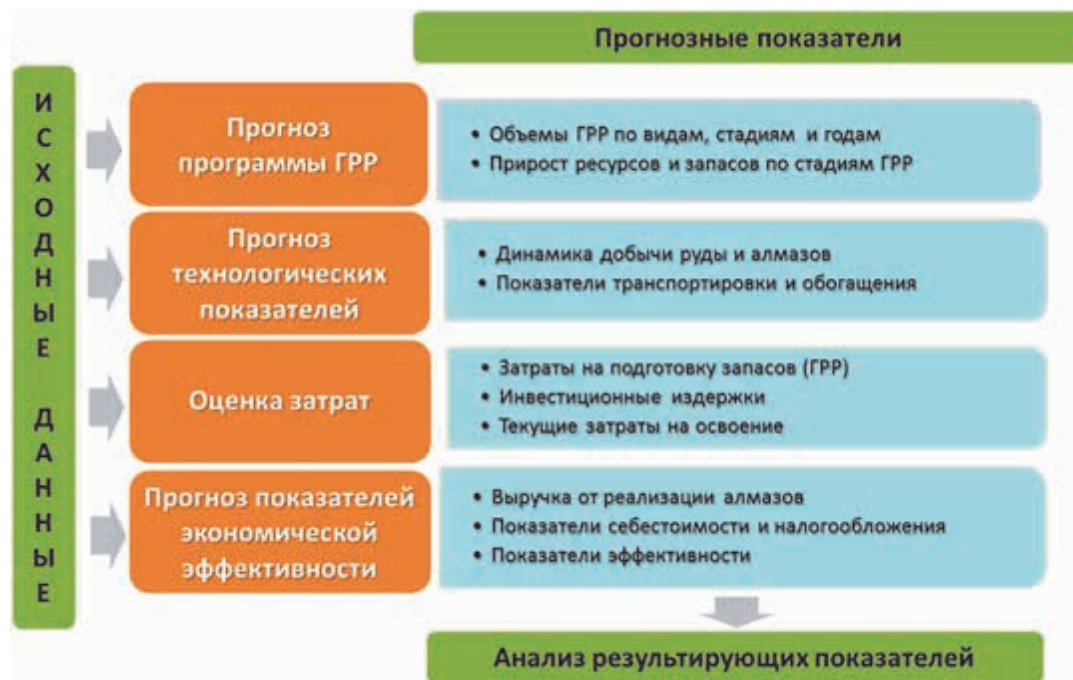 Прогнозные показатели
ИСХОДНЫЕ ДАННЫЕ
Прогноз
программы ГРР
• Объемы ГРР по видам, стадиям и годам
• Прирост ресурсов и запасов по стадиям ГРР
Прогноз
технологических
показателей
• Динамика добычи руды и алмазов
• Показатели транспортировки и обогащения
Оценка затрат
• Затраты на подготовку запасов (ГРР)
• Инвестиционные издержки
• Текущие затраты на освоение
Прогноз показателей
экономической
эффективности
• Выручка от реализации алмазов
• Показатели себестоимости и налогообложения
• Показатели эффективности
Анализ результирующих показателей